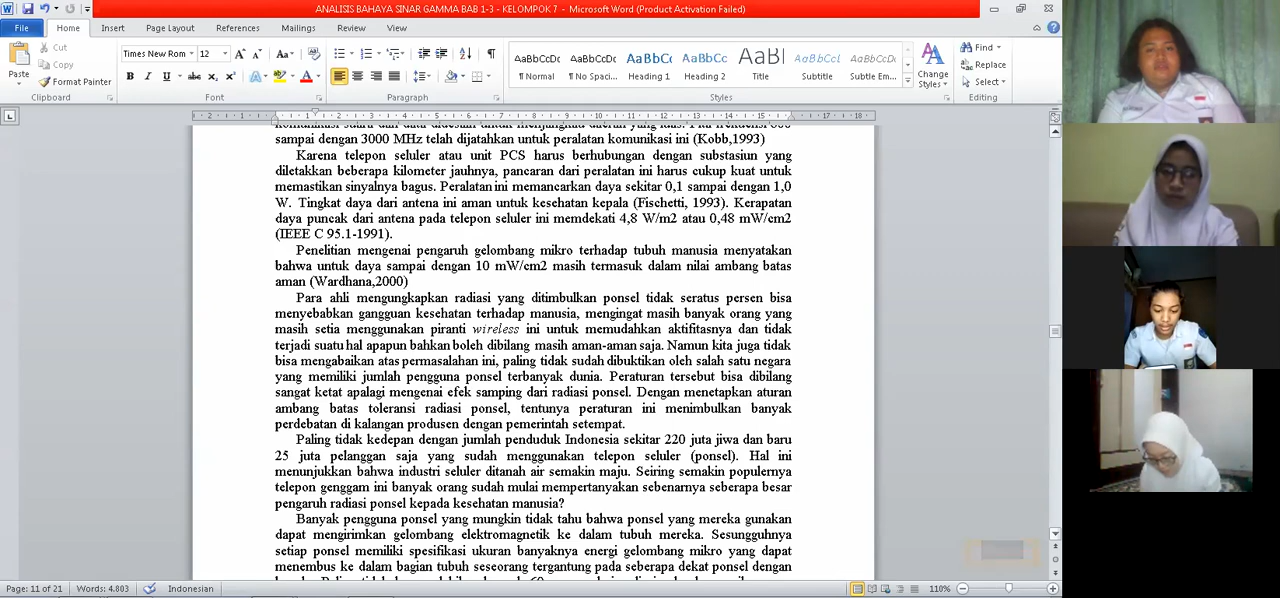 ANALISIS BAHAYA SINAR GAMMA BAB 1-3 - KELOMPOK 7 - Microsoft Word (Product Activation Failed)
File Home Insert Page Layout References Mailings Review View
Paste
Cut
Copy
Format Painter
Clipboard
Times New Rom 12
Font
Paragraph
AaBbCcDc AaBbCcDc AaBbC AaBbCc AaBl AaBbCcL AaBbCcDc
¶ Normal ¶ No Spaci... Heading 1 Heading 2 Title Subtitle Subtle Em...
Styles
Change Styles
Find
Replace
Select
Editing
sampai dengan 3000 MHz telah dijatahkan untuk peralatan komunikasi ini (Kobb,1993)
Karena telepon seluler atau unit PCS harus berhubungan dengan substasiun yang
diletakkan beberapa kilometer jauhnya, pancaran dari peralatan ini harus cukup kuat untuk
memastikan sinyalnya bagus. Peralatan ini memancarkan daya sekitar 0,1 sampai dengan 1,0
W. Tingkat daya dari antena ini aman untuk kesehatan kepala (Fischetti, 1993). Kerapatan
daya puncak dari antena pada telepon seluler ini memdekati 4,8 W/m2 atau 0,48 mW/cm2
(IEEE C 95.1-1991).
Penelitian mengenai pengaruh gelombang mikro terhadap tubuh manusia menyatakan
bahwa untuk daya sampai dengan 10 mW/cm2 masih termasuk dalam nilai ambang batas
aman (Wardhana,2000)
Para ahli mengungkapkan radiasi yang ditimbulkan ponsel tidak seratus persen bisa
menyebabkan gangguan kesehatan terhadap manusia, mengingat masih banyak orang yang
masih setia menggunakan piranti wireless ini untuk memudahkan aktifitasnya dan tidak
terjadi suatu hal apapun bahkan boleh dibilang masih aman-aman saja. Namun kita juga tidak
bisa mengabaikan atas permasalahan ini, paling tidak sudah dibuktikan oleh salah satu negara
yang memiliki jumlah pengguna ponsel terbanyak dunia. Peraturan tersebut bisa dibilang
sangat ketat apalagi mengenai efek samping dari radiasi ponsel. Dengan menetapkan aturan
ambang batas toleransi radiasi ponsel, tentunya peraturan ini menimbulkan banyak
perdebatan di kalangan produsen dengan pemerintah setempat.
Paling tidak kedepan dengan jumlah penduduk Indonesia sekitar 220 juta jiwa dan baru
25 juta pelanggan saja yang sudah menggunakan telepon seluler (ponsel). Hal ini
menunjukkan bahwa industri seluler ditanah air semakin maju. Seiring semakin populernya
telepon genggam ini banyak orang sudah mulai mempertanyakan sebenarnya seberapa besar
pengaruh radiasi ponsel kepada kesehatan manusia?
Banyak pengguna ponsel yang mungkin tidak tahu bahwa ponsel yang mereka gunakan
dapat mengirimkan gelombang elektromagnetik ke dalam tubuh mereka. Sesungguhnya
setiap ponsel memiliki spesifikasi ukuran banyaknya energi gelombang mikro yang dapat
menembus ke dalam bagian tubuh seseorang tergantung pada seberapa dekat ponsel dengan
Page: 11 of 21 Words: 4.803 Indonesian 110%